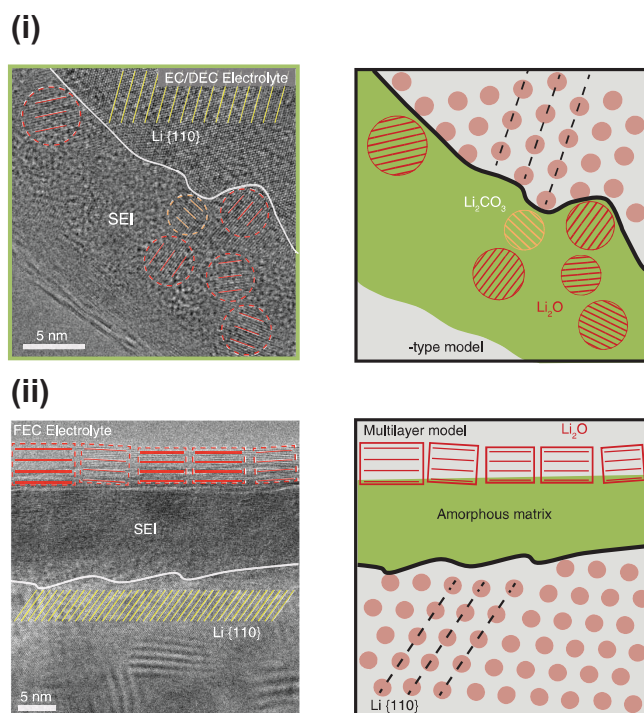 (i)
EC/DEC Electrolyte
Li {110}
SEI
5 nm
Li₂CO₃
Li₂O
-type model
(ii)
FEC Electrolyte
SEI
Li {110}
5 nm
Multilayer model
Li₂O
Amorphous matrix
Li {110}